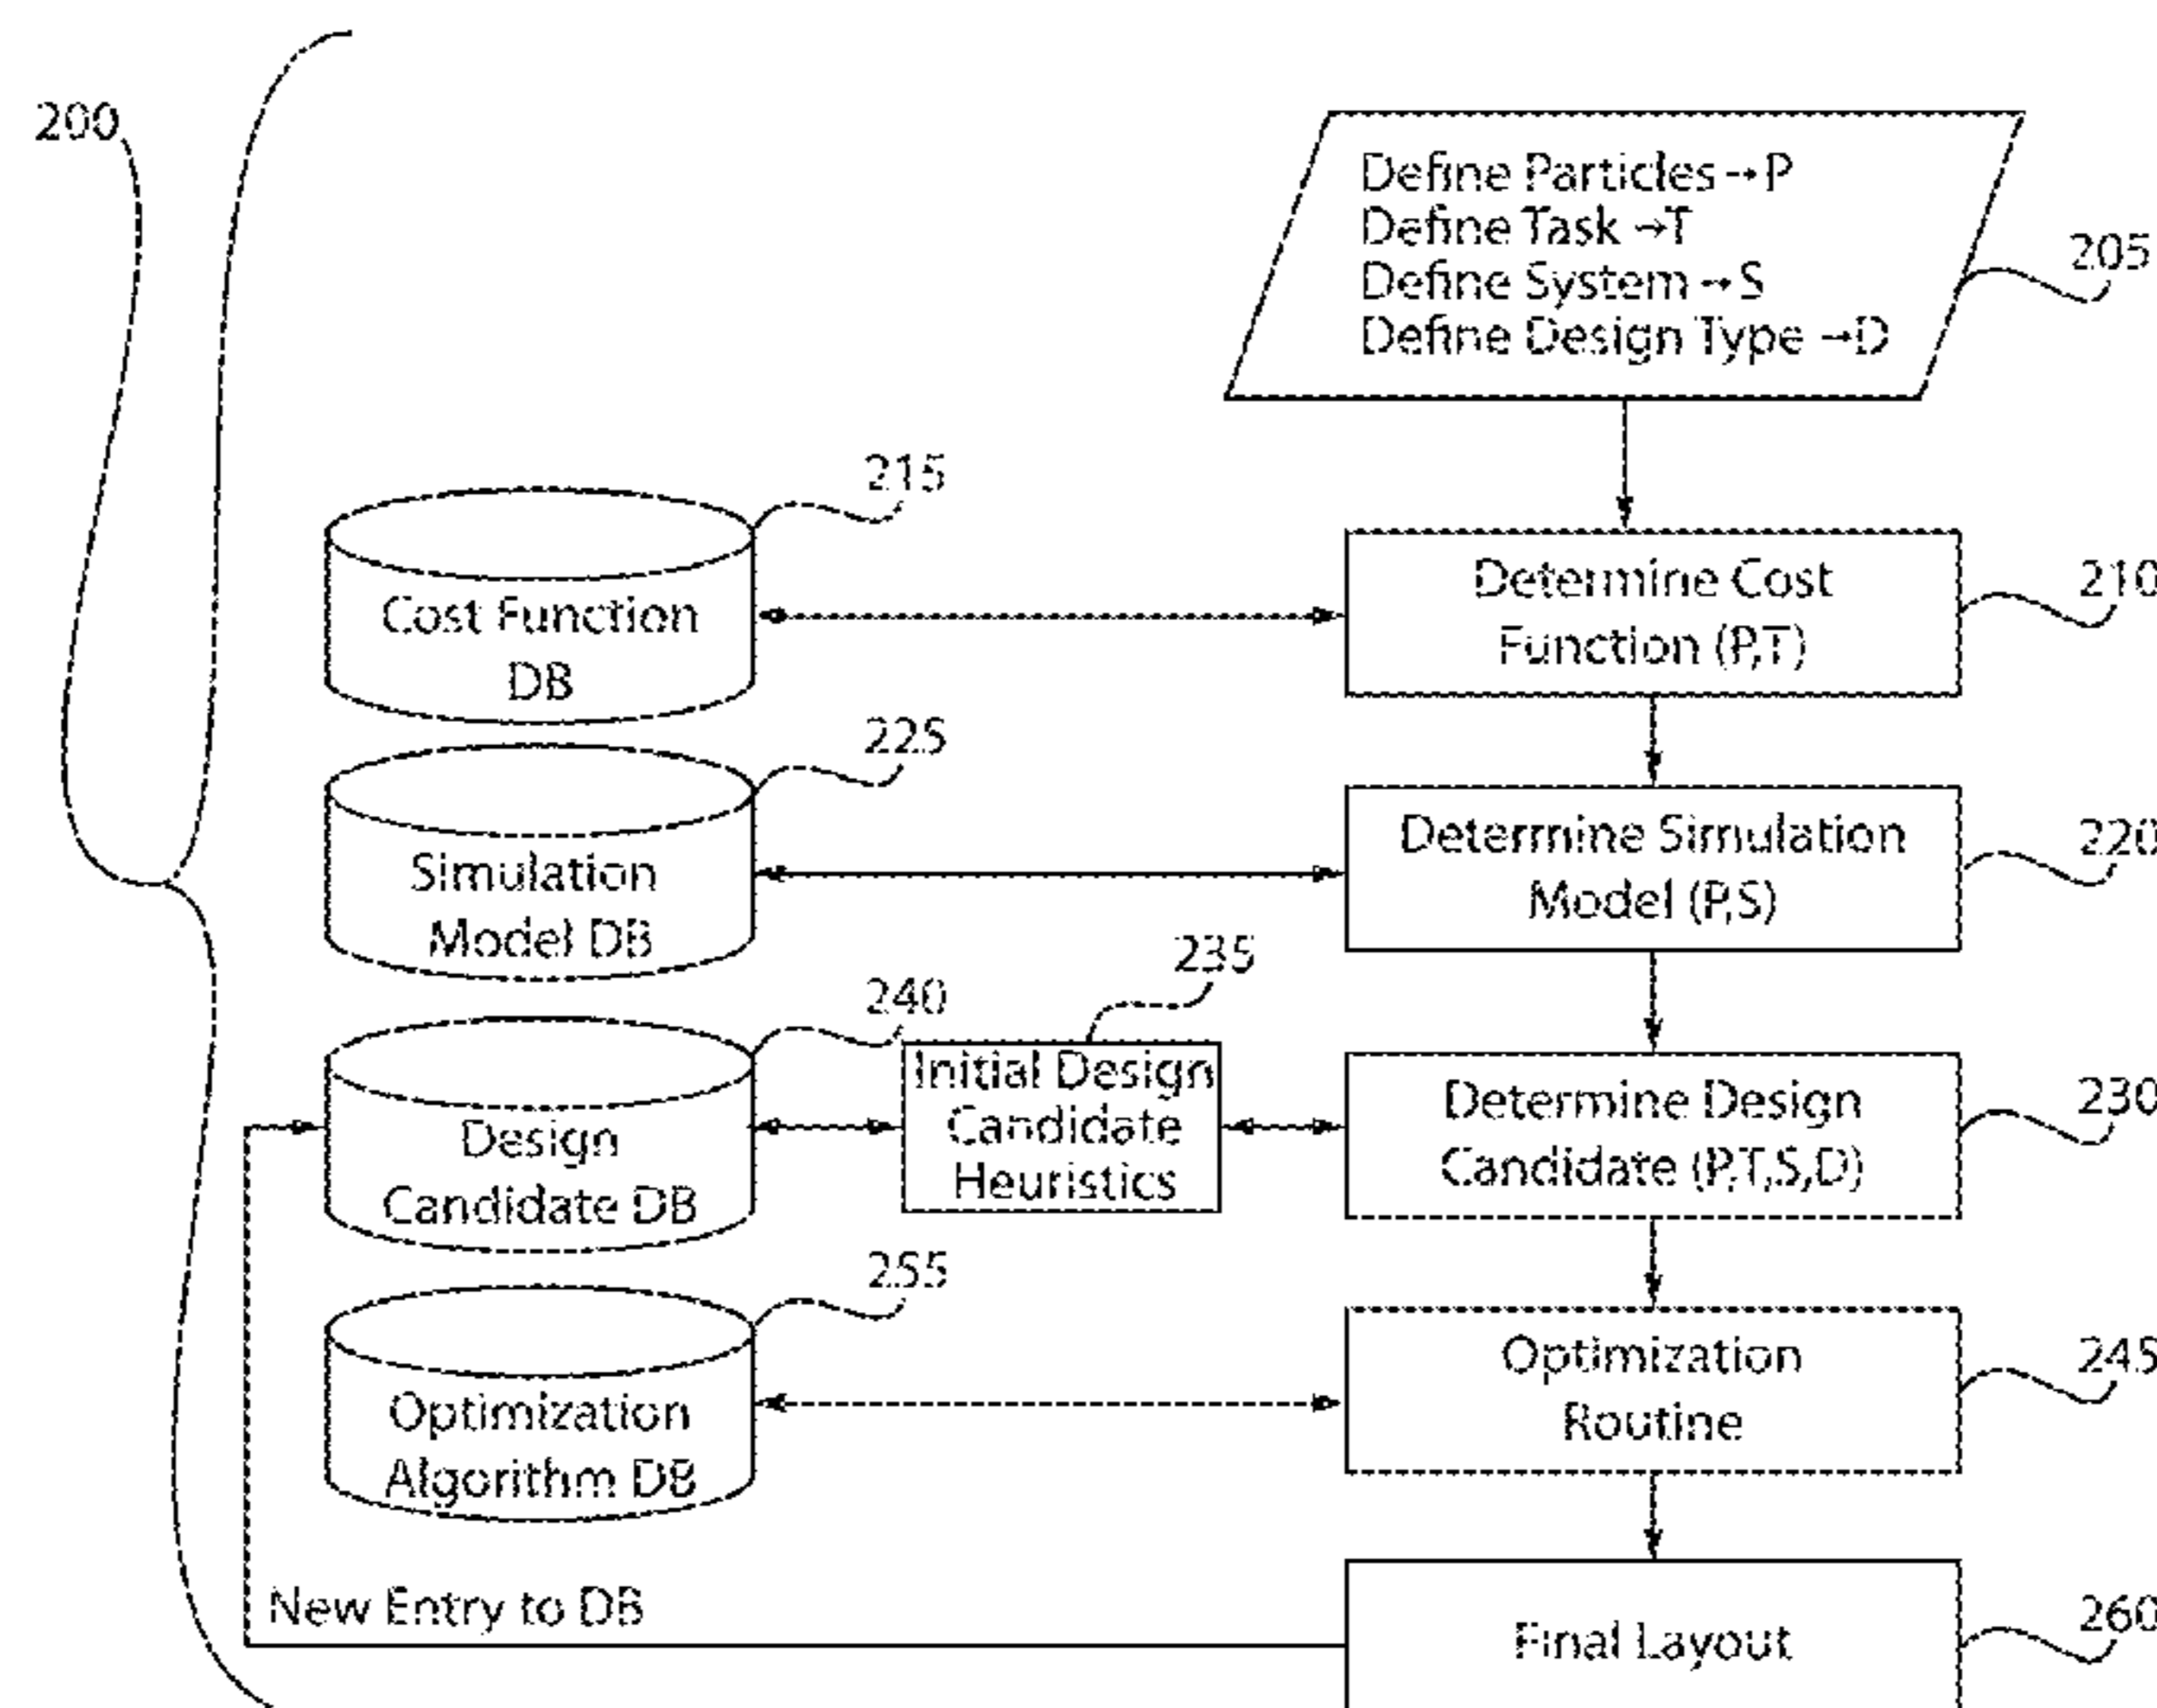 200
Define Particles→P
Define Task →T
Define System →S
Define Design Type →D
205
215
Cost Function
DB
Determine Cost
Function (P,T)
210
225
Simulation
Model DB
Determine Simulation
Model (P,S)
220
235
240
Design
Candidate DB
Initial Design
Candidate
Heuristics
Determine Design
Candidate (P,T,S,D)
230
255
Optimization
Algorithm DB
Optimization
Routine
245
New Entry to DB
Final Layout
260